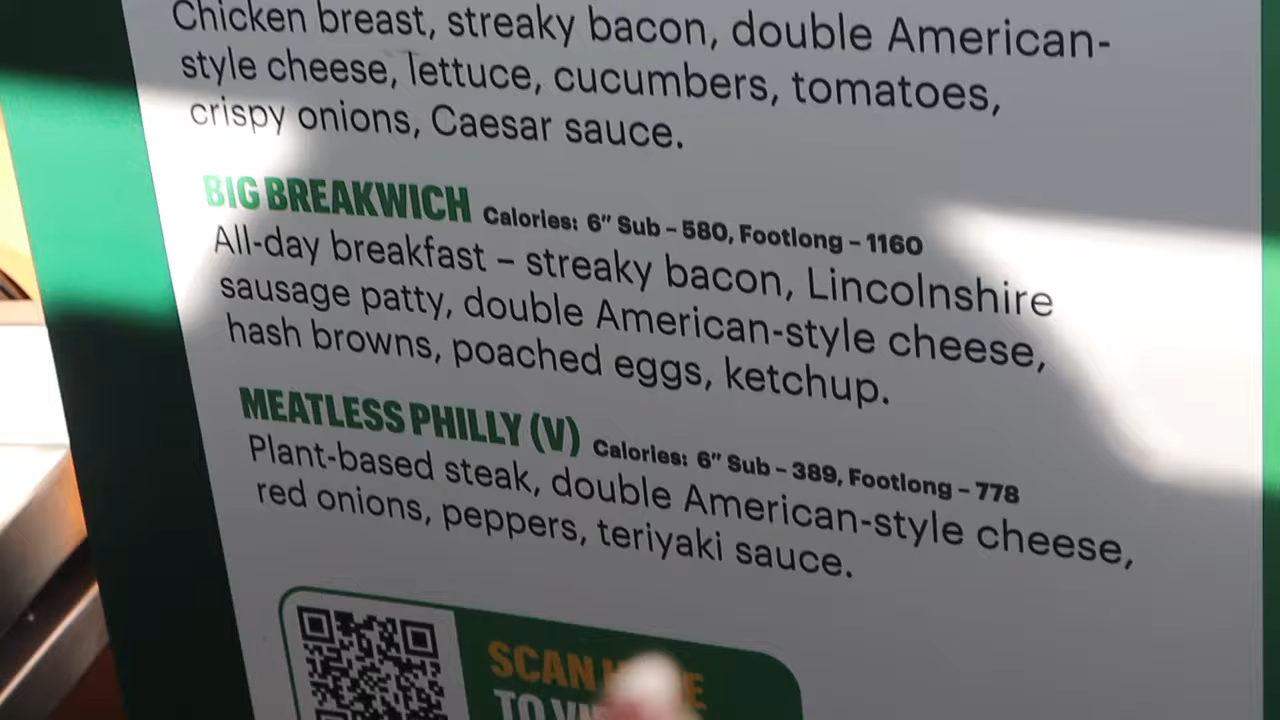 Chicken breast, streaky bacon, double American-
style cheese, lettuce, cucumbers, tomatoes,
crispy onions, Caesar sauce.
BIG BREAKWICH Calories: 6” Sub – 580, Footlong – 1160
All-day breakfast – streaky bacon, Lincolnshire
sausage patty, double American-style cheese,
hash browns, poached eggs, ketchup.
MEATLESS PHILLY (V) Calories: 6” Sub – 389, Footlong – 778
Plant-based steak, double American-style cheese,
red onions, peppers, teriyaki sauce.
SCAN
TO